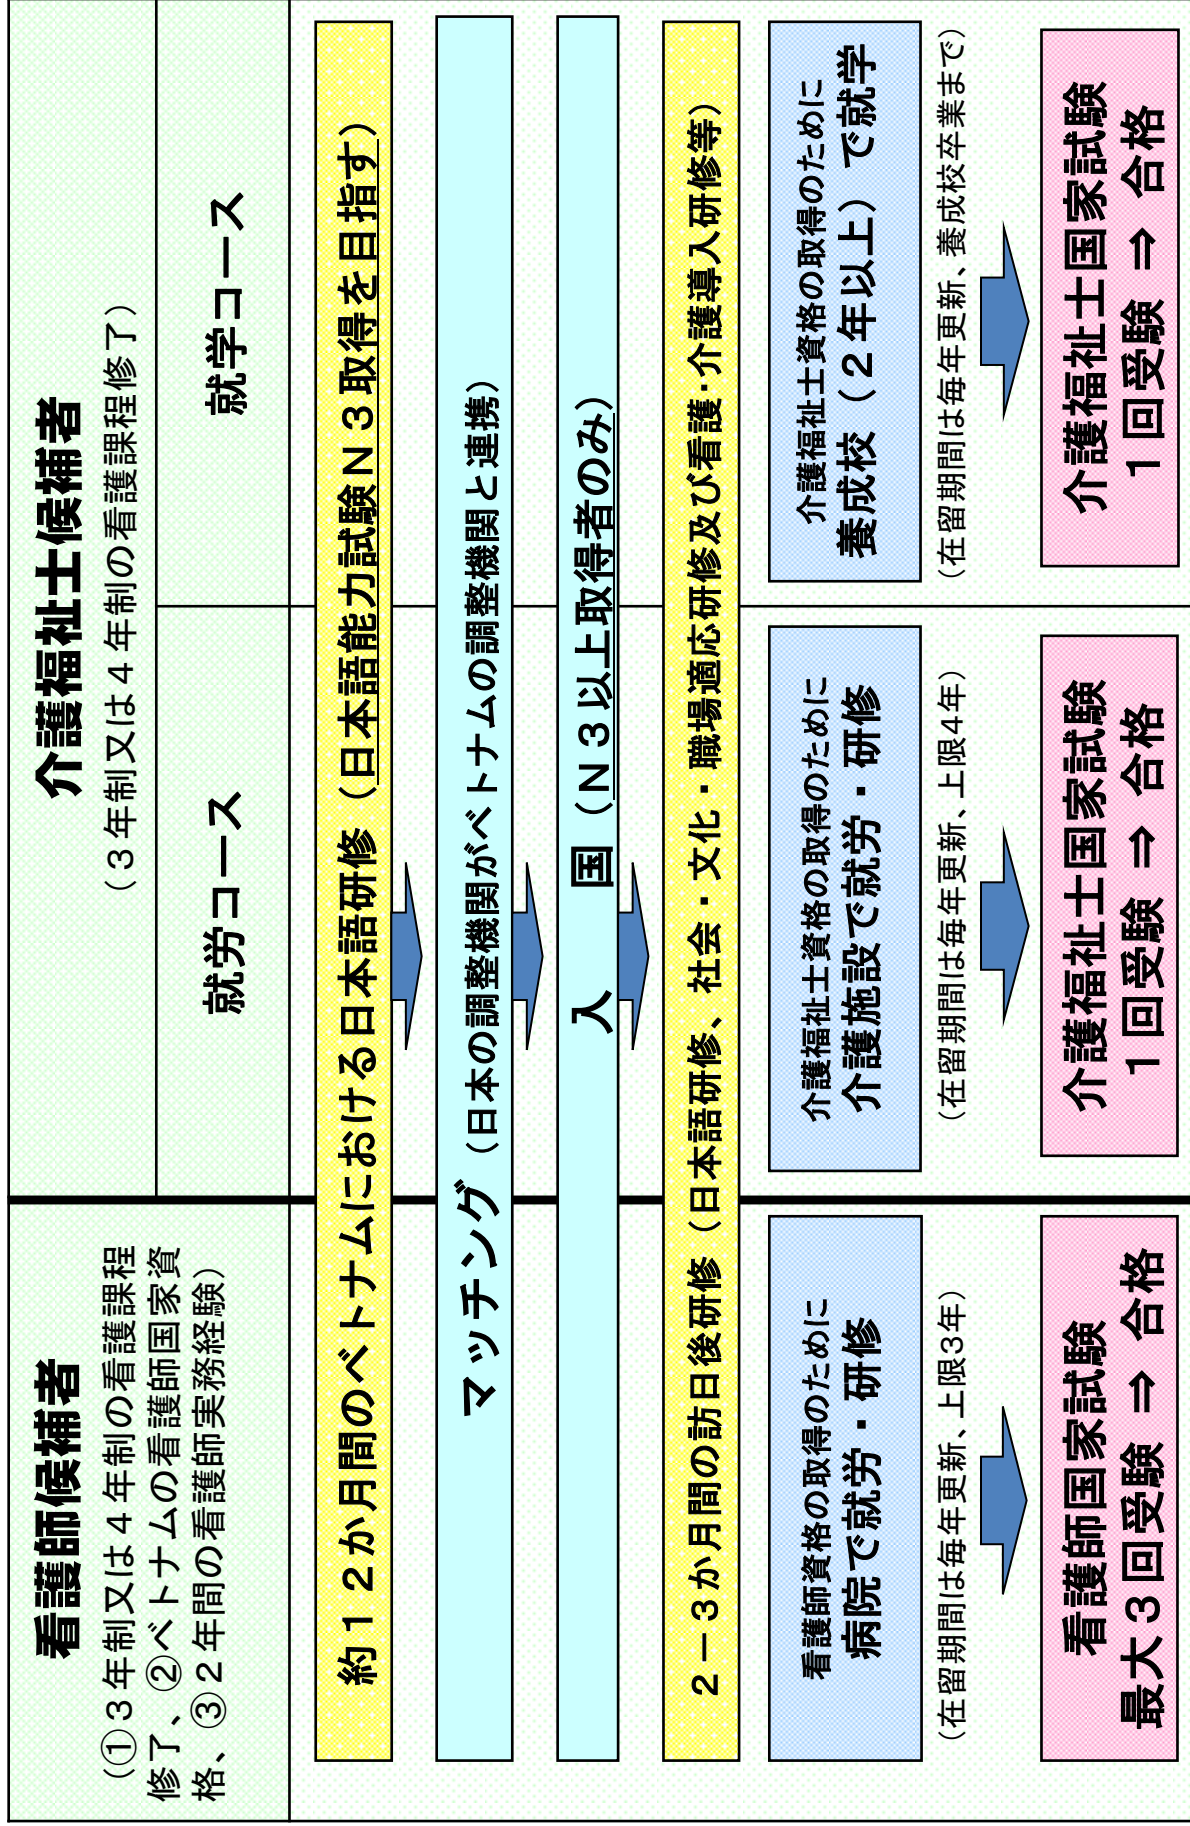 看護師候補者
（①３年制又は４年制の看護課程
修了、②ベトナムの看護師国家資
格、③２年間の看護師実務経験）
介護福祉士候補者
（３年制又は４年制の看護課程修了）
就労コース
就学コース
約１２か月間のベトナムにおける日本語研修（日本語能力試験Ｎ３取得を目指す）
マッチング（日本の調整機関がベトナムの調整機関と連携）
入　国（Ｎ３以上取得者のみ）
２－３か月間の訪日後研修（日本語研修、社会・文化・職場適応研修及び看護・介護導入研修等）
看護師資格の取得のために
病院で就労・研修
（在留期間は毎年更新、上限3年）
看護師国家試験
最大３回受験 ⇒ 合格
介護福祉士資格の取得のために
介護施設で就労・研修
（在留期間は毎年更新、上限4年）
介護福祉士国家試験
１回受験 ⇒ 合格
介護福祉士資格の取得のために
養成校（２年以上）で就学
（在留期間は毎年更新、養成校卒業まで）
介護福祉士国家試験
１回受験 ⇒ 合格